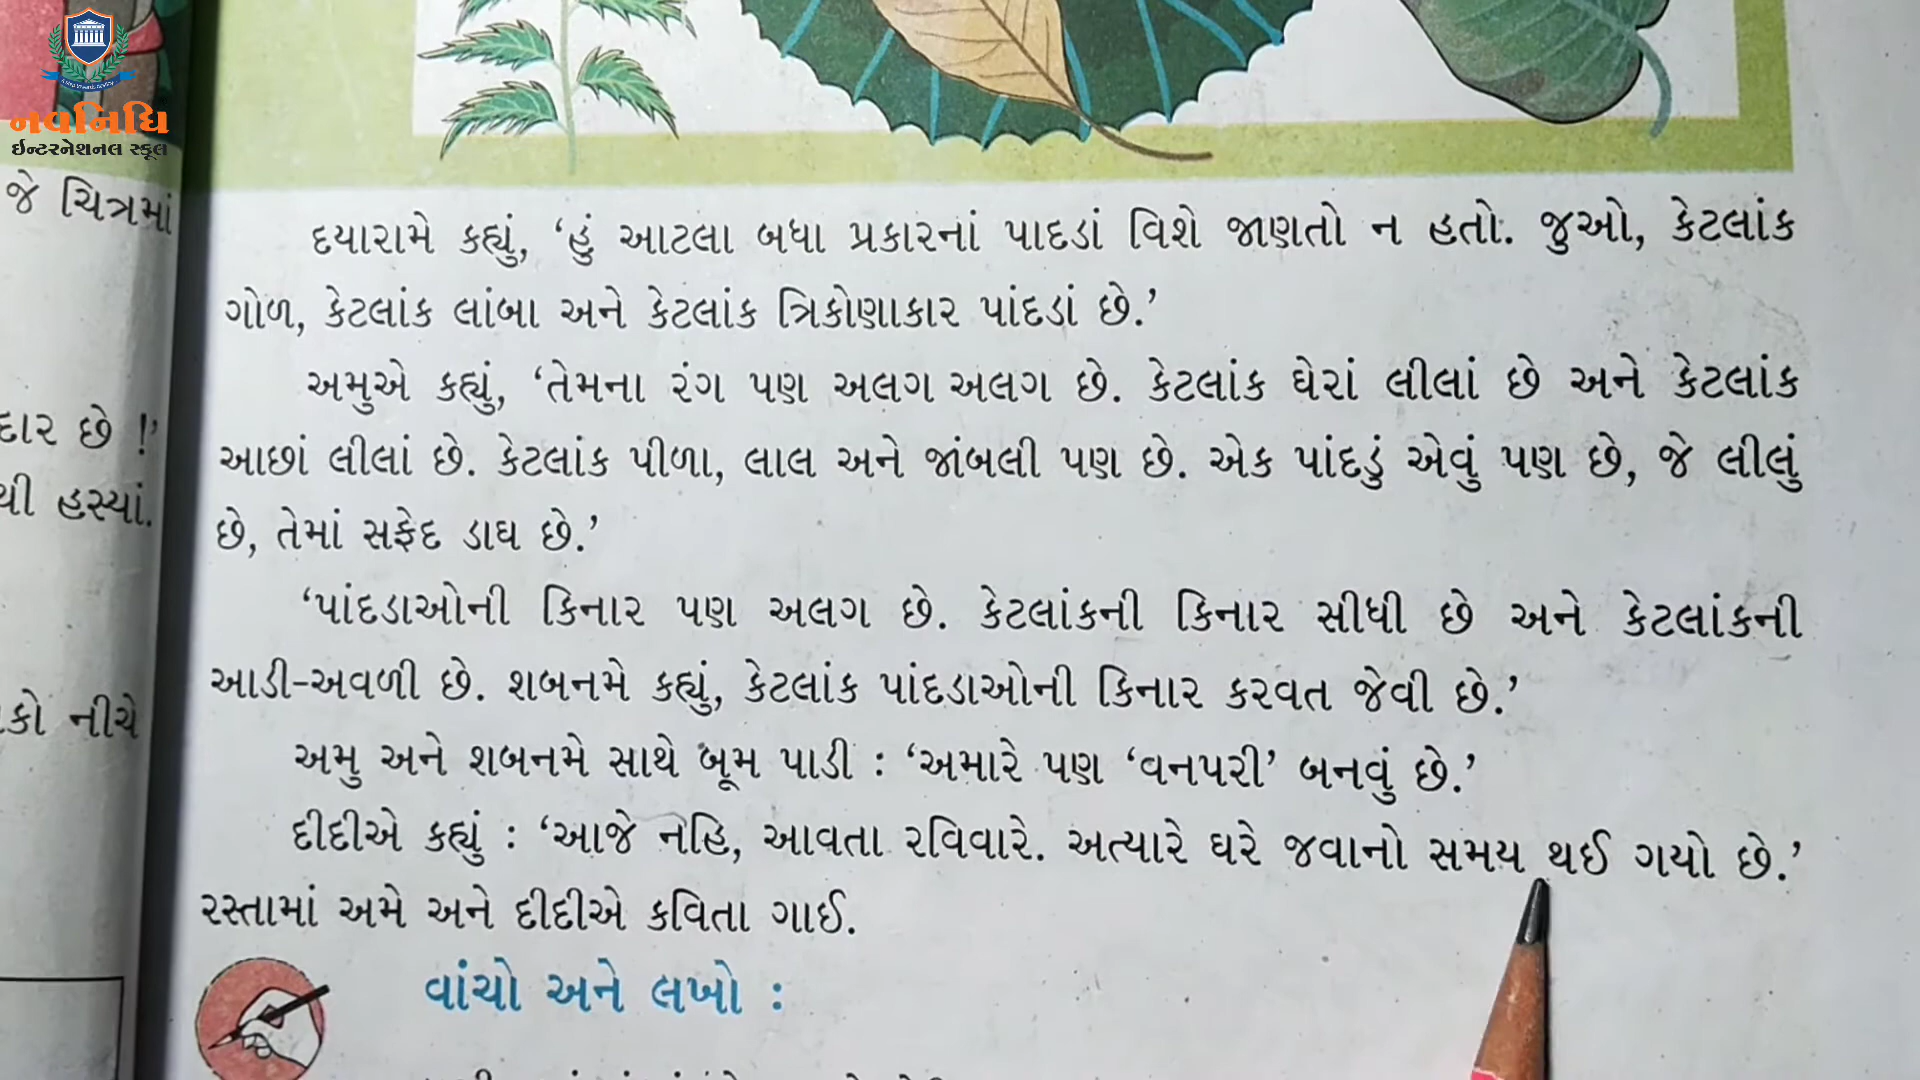 નવનિધિ
ઈન્ટરનેશનલ સ્કૂલ
જે ચિત્રમાં
દાર છે !’
થી હસ્યાં.
કો નીચે
દયારામે કહ્યું, ‘હું આટલા બધા પ્રકારનાં પાદડાં વિશે જાણતો ન હતો. જુઓ, કેટલાંક
ગોળ, કેટલાંક લાંબા અને કેટલાંક ત્રિકોણાકાર પાંદડાં છે.’
અમુએ કહ્યું, ‘તેમના રંગ પણ અલગ અલગ છે. કેટલાંક ઘેરાં લીલાં છે અને કેટલાંક
આછાં લીલાં છે. કેટલાંક પીળા, લાલ અને જાંબલી પણ છે. એક પાંદડું એવું પણ છે, જે લીલું
છે, તેમાં સફેદ ડાઘ છે.’
‘પાંદડાઓની કિનાર પણ અલગ છે. કેટલાંકની કિનાર સીધી છે અને કેટલાંકની
આડી-અવળી છે. શબનમે કહ્યું, કેટલાંક પાંદડાઓની કિનાર કરવત જેવી છે.’
અમુ અને શબનમે સાથે બૂમ પાડી : ‘અમારે પણ ‘વનપરી’ બનવું છે.’
દીદીએ કહ્યું : ‘આજે નહિ, આવતા રવિવારે. અત્યારે ઘરે જવાનો સમય થઈ ગયો છે.’
રસ્તામાં અમે અને દીદીએ કવિતા ગાઈ.
વાંચો અને લખો :